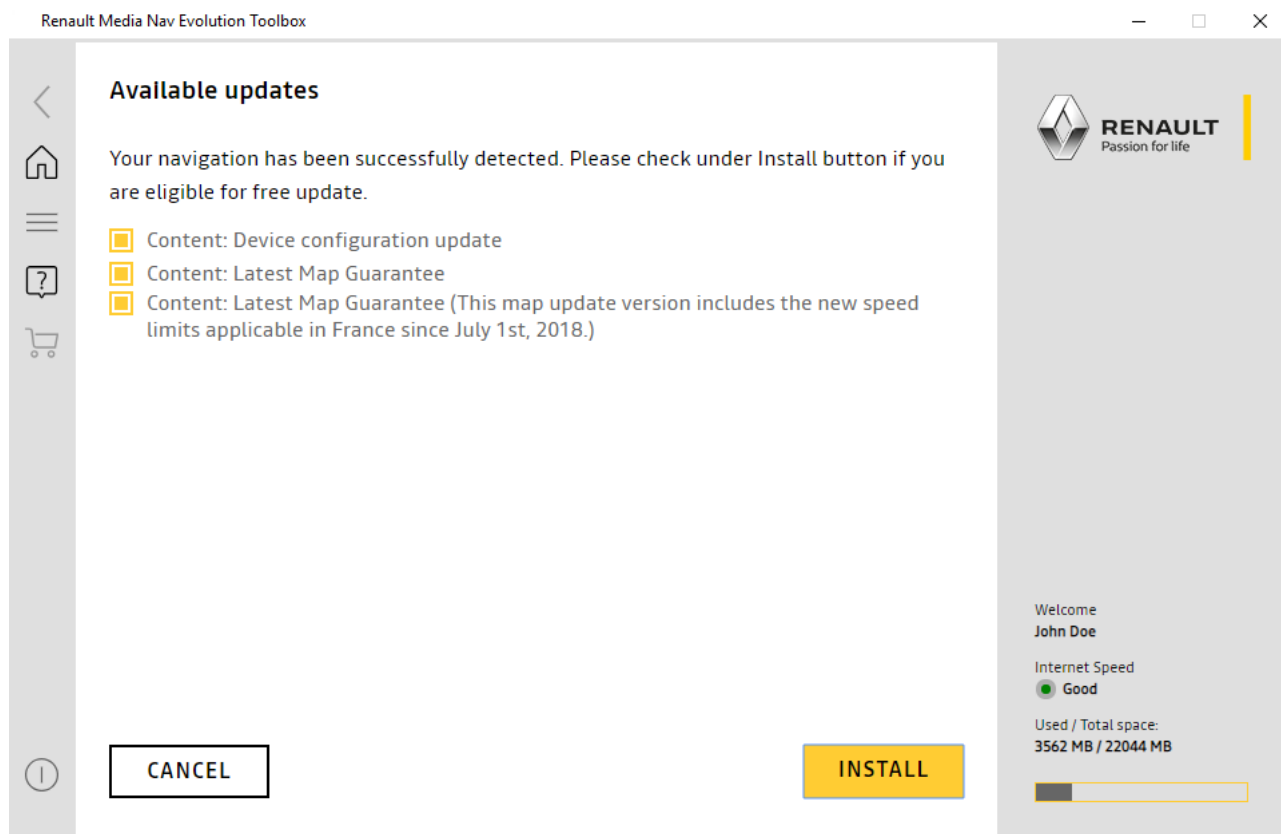 Renault Media Nav Evolution Toolbox
Available updates
Your navigation has been successfully detected. Please check under Install button if you
are eligible for free update.
Content: Device configuration update
Content: Latest Map Guarantee
Content: Latest Map Guarantee (This map update version includes the new speed
limits applicable in France since July 1st, 2018.)
CANCEL
INSTALL
RENAULT
Passion for life
Welcome
John Doe
Internet Speed
Good
Used / Total space:
3562 MB / 22044 MB